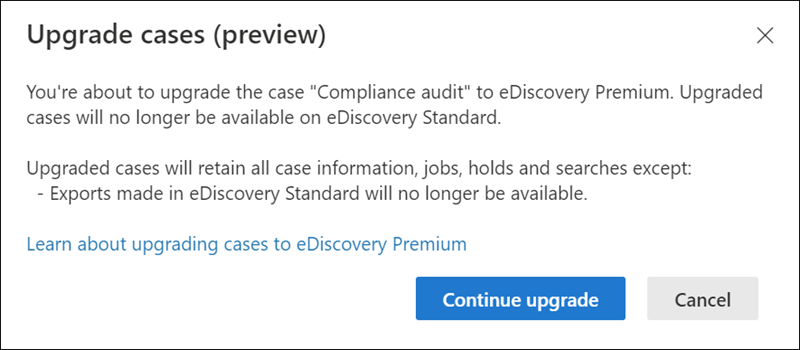 Upgrade cases (preview)
You're about to upgrade the case "Compliance audit" to eDiscovery Premium. Upgraded
cases will no longer be available on eDiscovery Standard.
Upgraded cases will retain all case information, jobs, holds and searches except:
- Exports made in eDiscovery Standard will no longer be available.
Learn about upgrading cases to eDiscovery Premium
Continue upgrade
Cancel